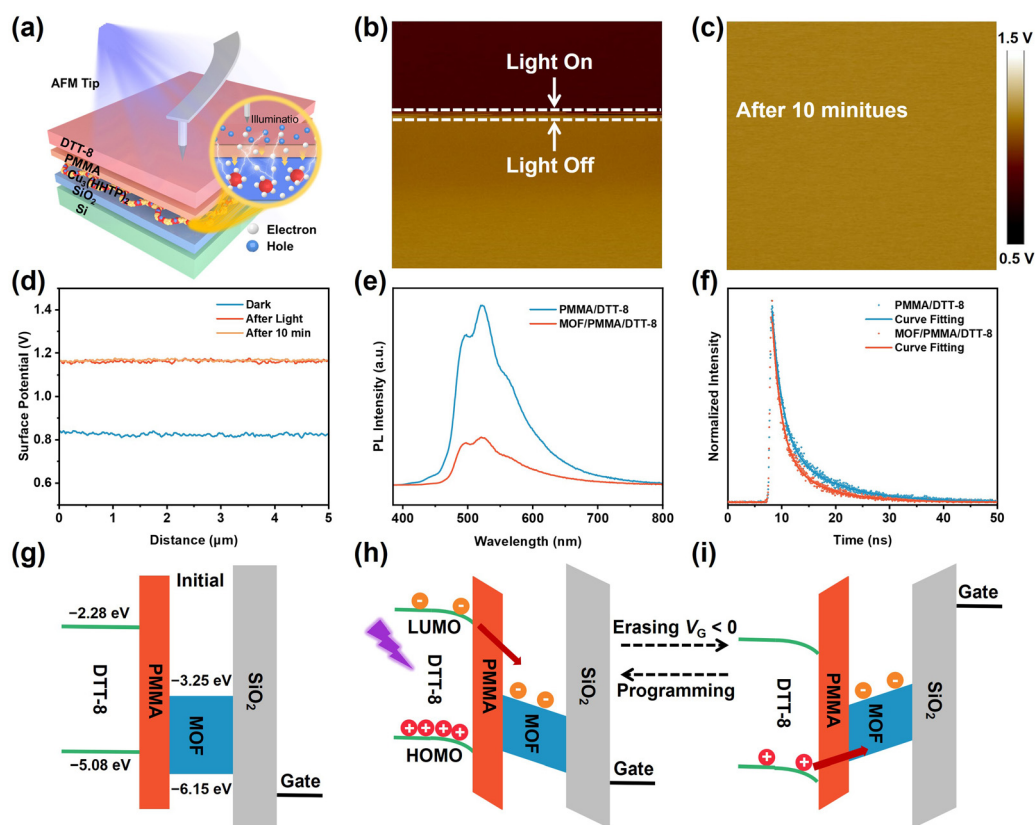 (a)
AFM Tip
Illuminatio
DTT-8
PMMA
Cu3(HHTP)2
SiO2
Si
Electron
Hole
(b)
Light On
Light Off
(c)
After 10 minitues
1.5 V
0.5 V
(d)
Surface Potential (V)
1.4
1.2
1.0
0.8
0.6
Dark
After Light
After 10 min
0 1 2 3 4 5
Distance (µm)
(e)
PL Intensity (a.u.)
PMMA/DTT-8
MOF/PMMA/DTT-8
400 500 600 700 800
Wavelength (nm)
(f)
Normalized Intensity
PMMA/DTT-8
Curve Fitting
MOF/PMMA/DTT-8
Curve Fitting
0 10 20 30 40 50
Time (ns)
(g)
Initial
−2.28 eV
DTT-8
−5.08 eV
PMMA
−3.25 eV
MOF
−6.15 eV
SiO2
Gate
(h)
LUMO
DTT-8
HOMO
PMMA
MOF
SiO2
Gate
Erasing VG < 0
Programming
(i)
DTT-8
PMMA
MOF
SiO2
Gate